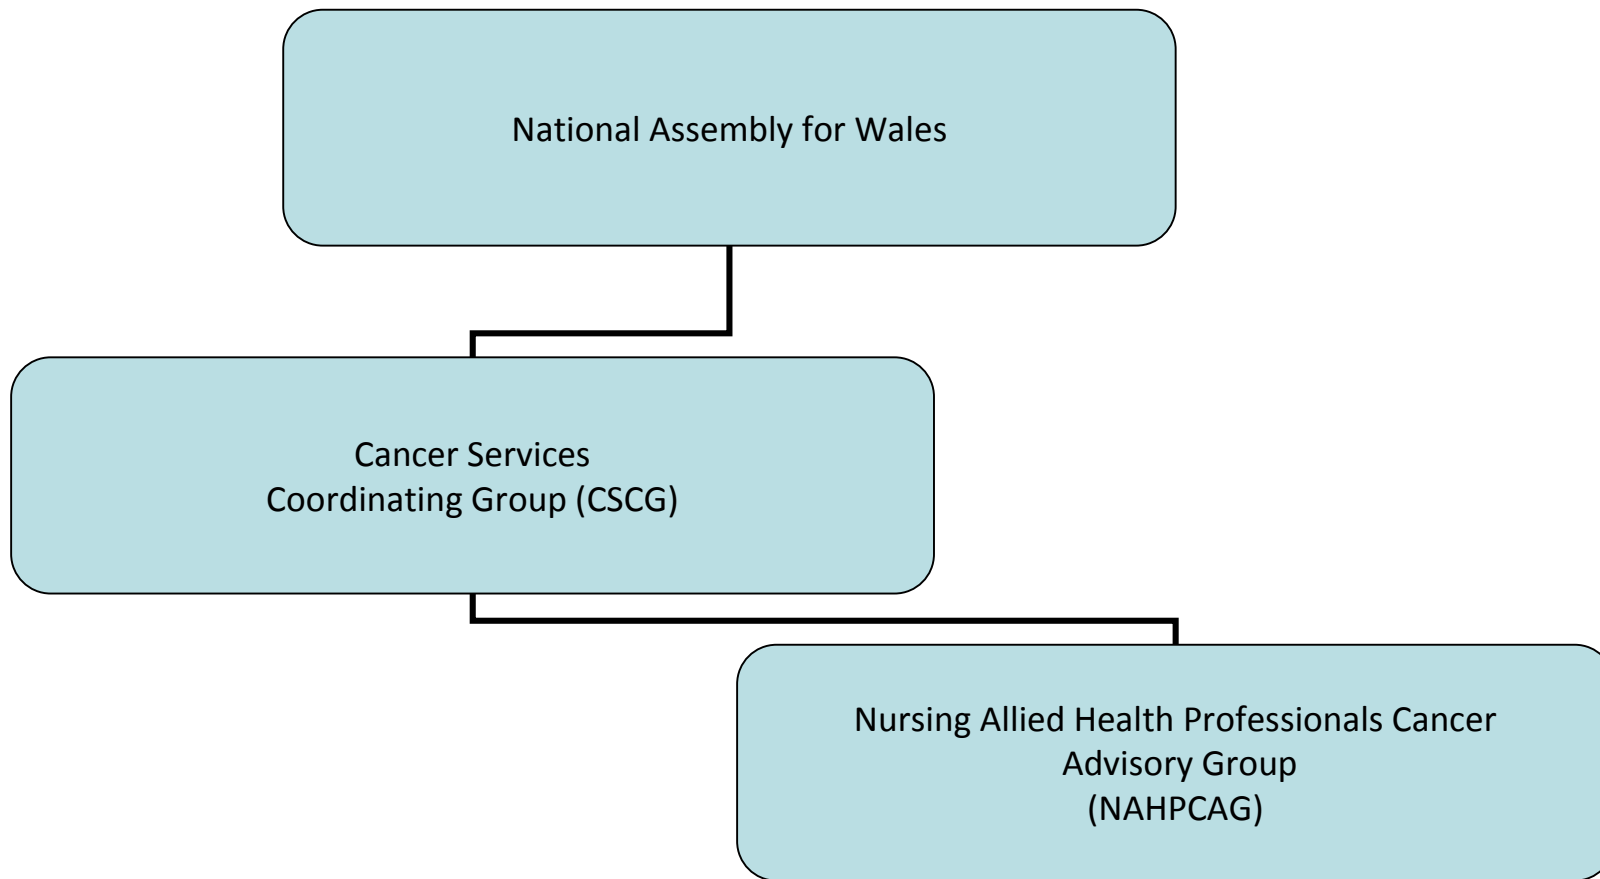 National Assembly for Wales
Cancer Services
Coordinating Group (CSCG)
Nursing Allied Health Professionals Cancer
Advisory Group
(NAHPCAG)